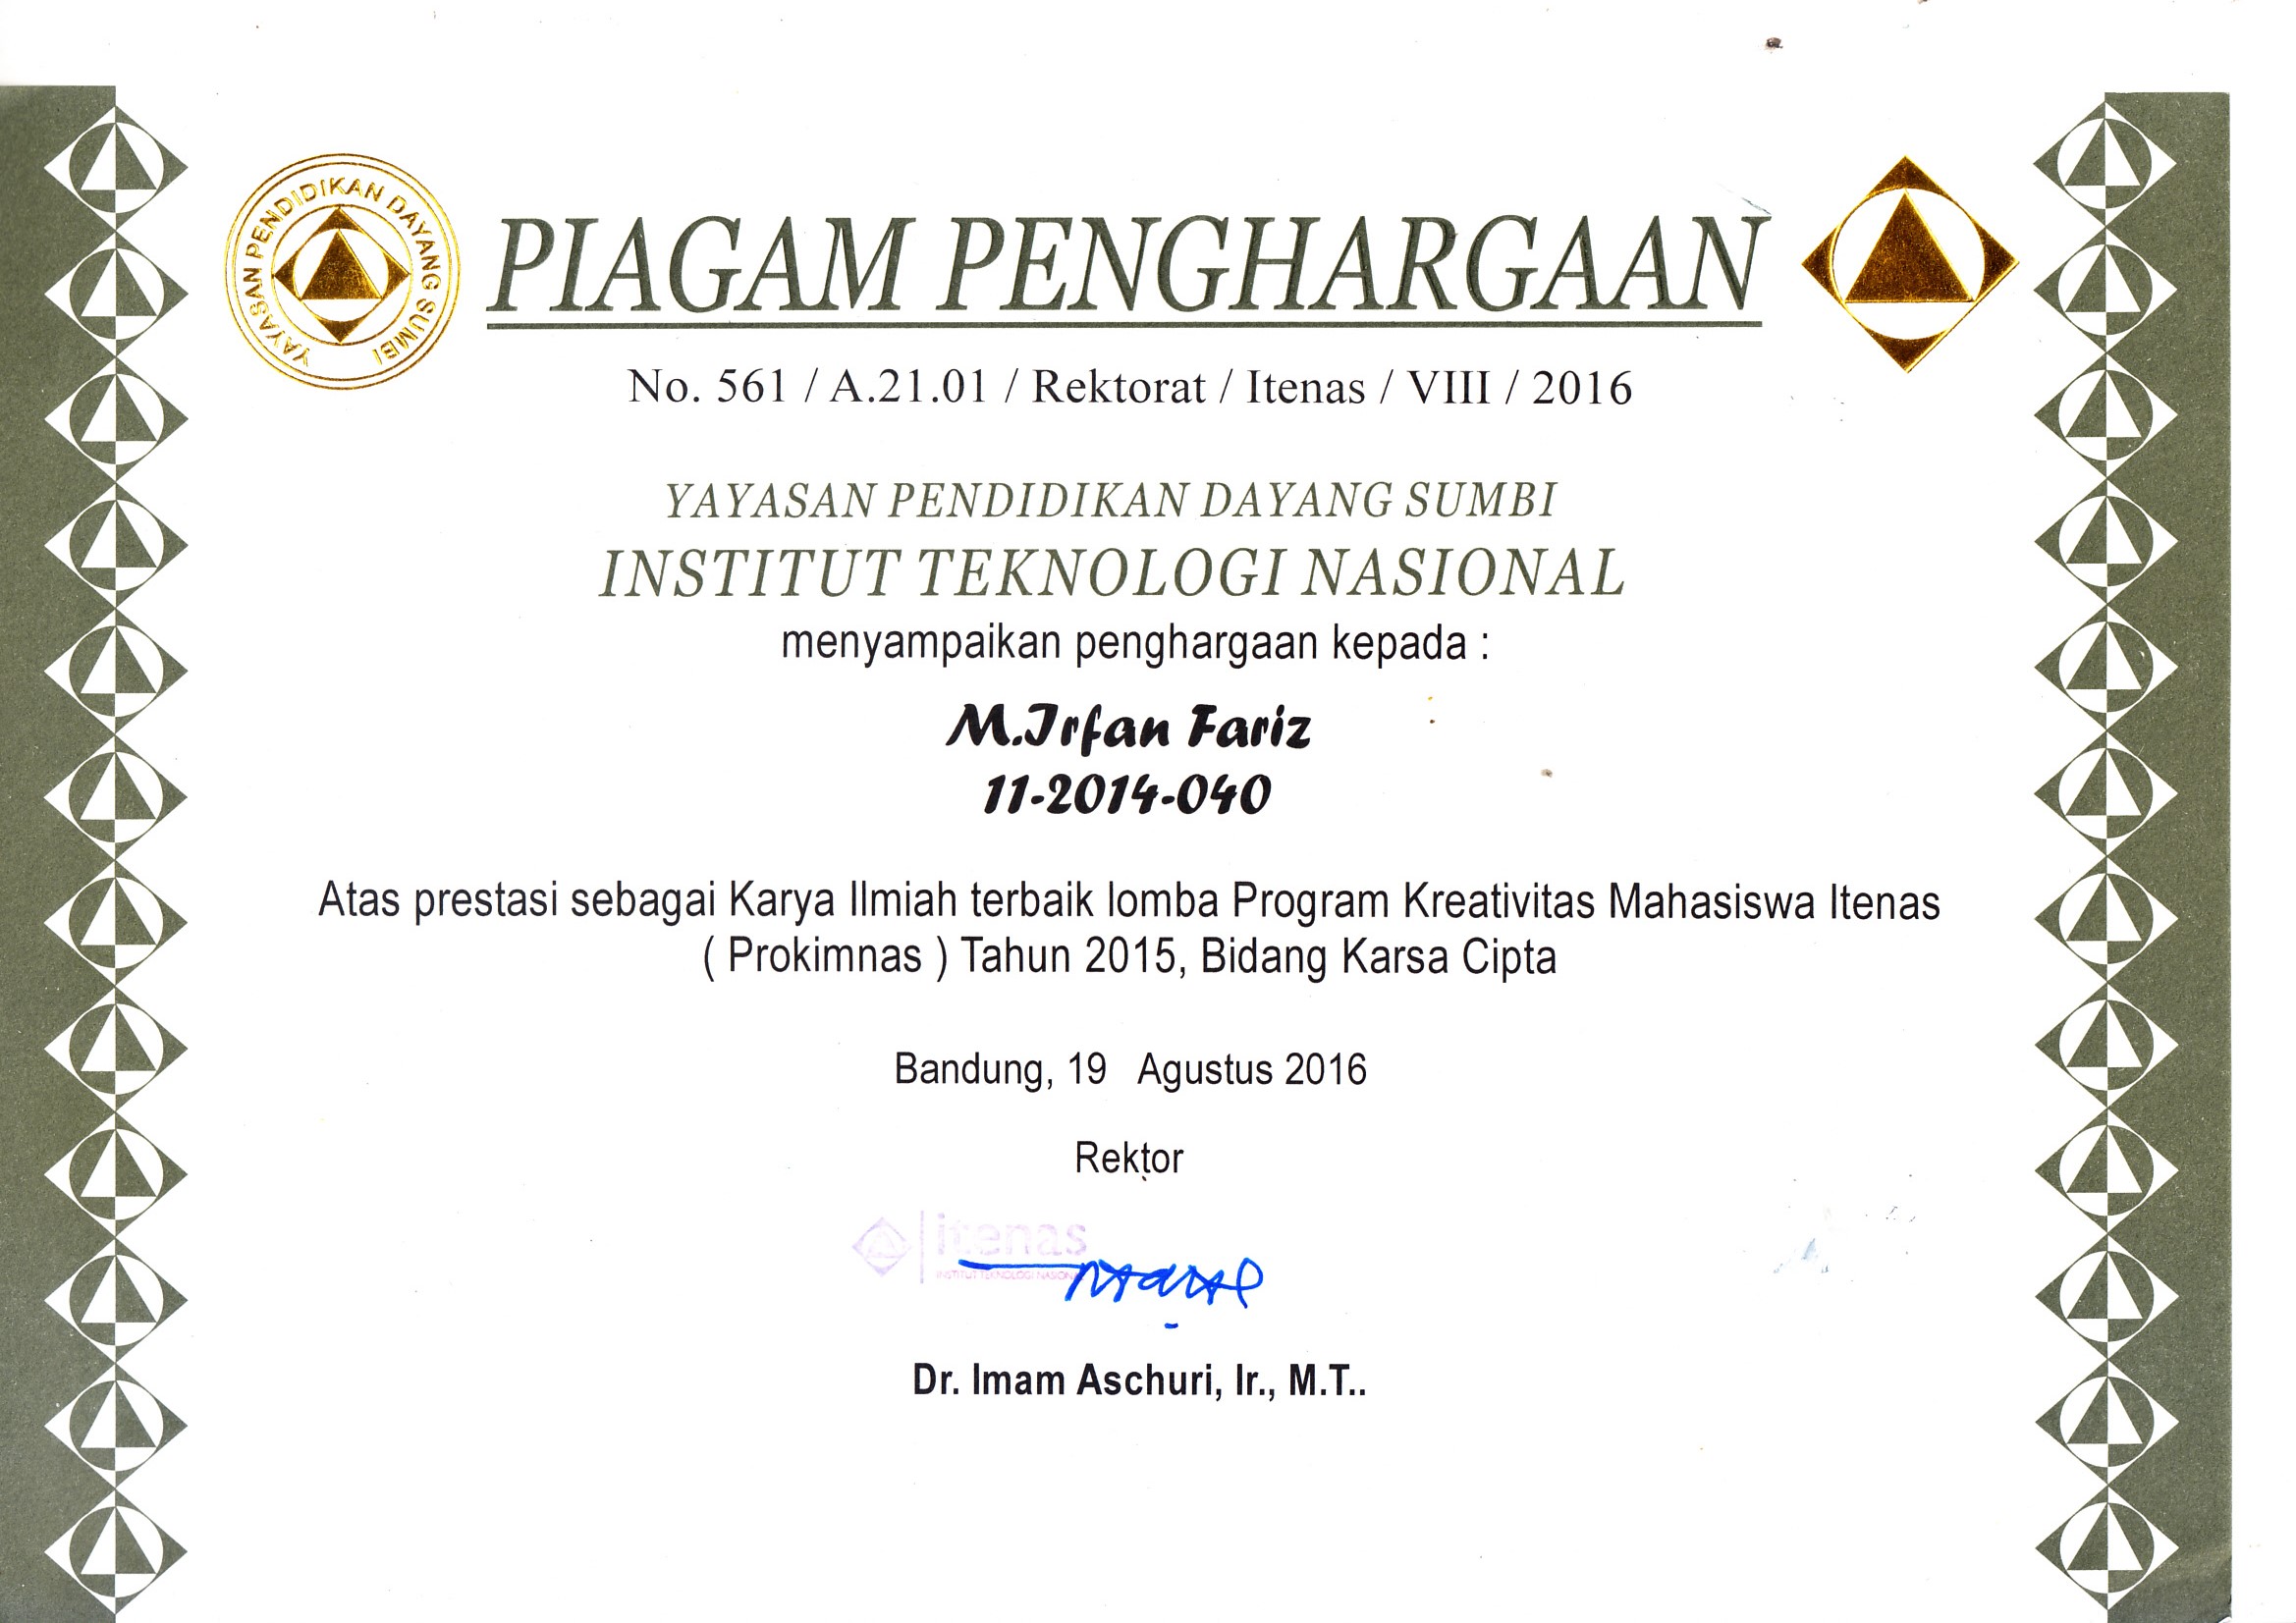 YAYASAN PENDIDIKAN DAYANG SUMBI
PIAGAM PENGHARGAAN
No. 561 / A.21.01 / Rektorat / Itenas / VIII / 2016
YAYASAN PENDIDIKAN DAYANG SUMBI
INSTITUT TEKNOLOGI NASIONAL
menyampaikan penghargaan kepada :
M.Irfan Fariz
11-2014-040
Atas prestasi sebagai Karya Ilmiah terbaik lomba Program Kreativitas Mahasiswa Itenas
( Prokimnas ) Tahun 2015, Bidang Karsa Cipta
Bandung, 19 Agustus 2016
Rektor
itenas
INSTITUT TEKNOLOGI NASIONAL
Dr. Imam Aschuri, Ir., M.T..